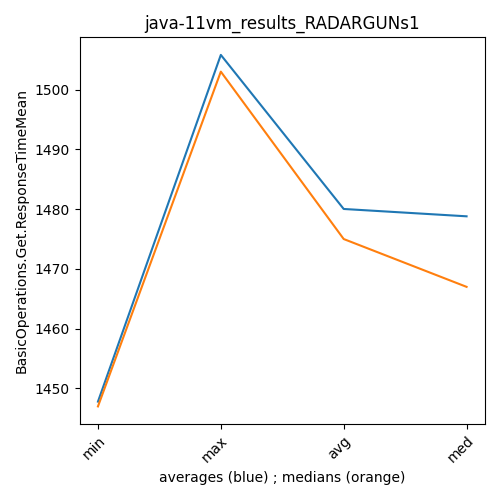 java-11vm_results_RADARGUNs1
BasicOperations.Get.ResponseTimeMean
1500
1490
1480
1470
1460
1450
min
max
avg
med
averages (blue) ; medians (orange)